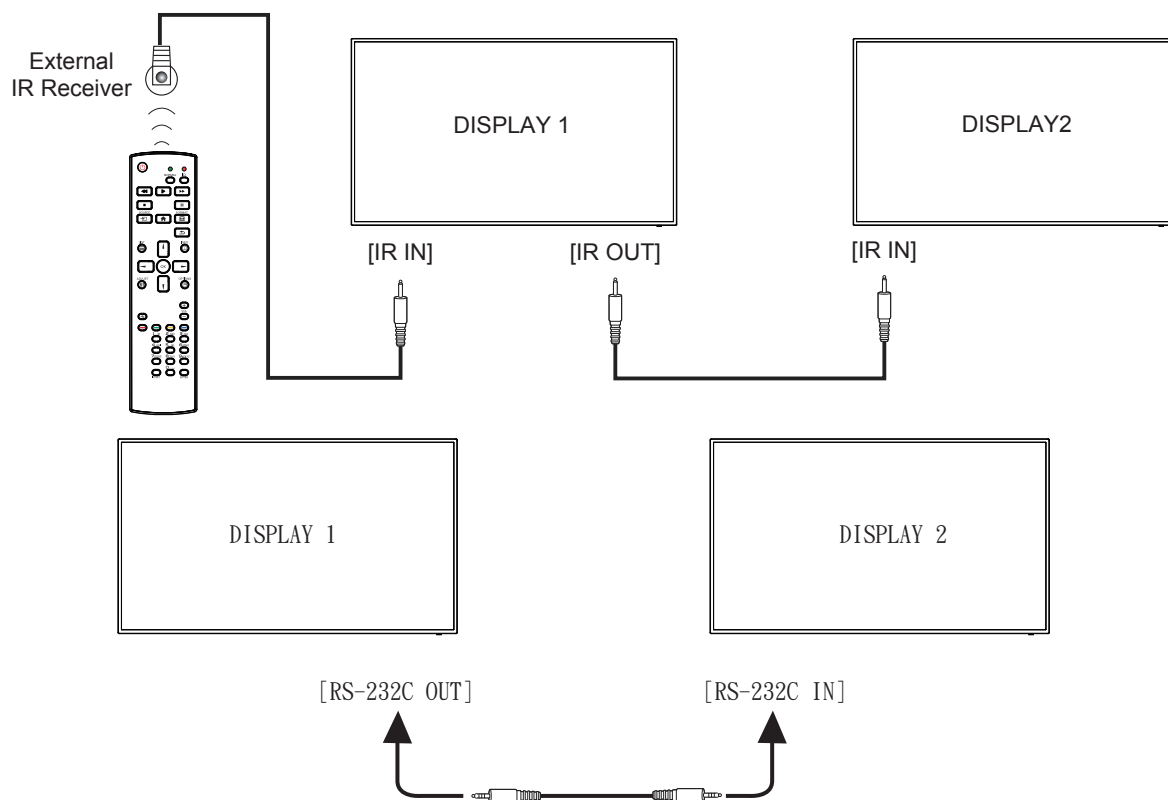 External
IR Receiver
DISPLAY 1
DISPLAY2
[IR IN]
[IR OUT]
[IR IN]
DISPLAY 1
DISPLAY 2
[RS-232C OUT]
[RS-232C IN]